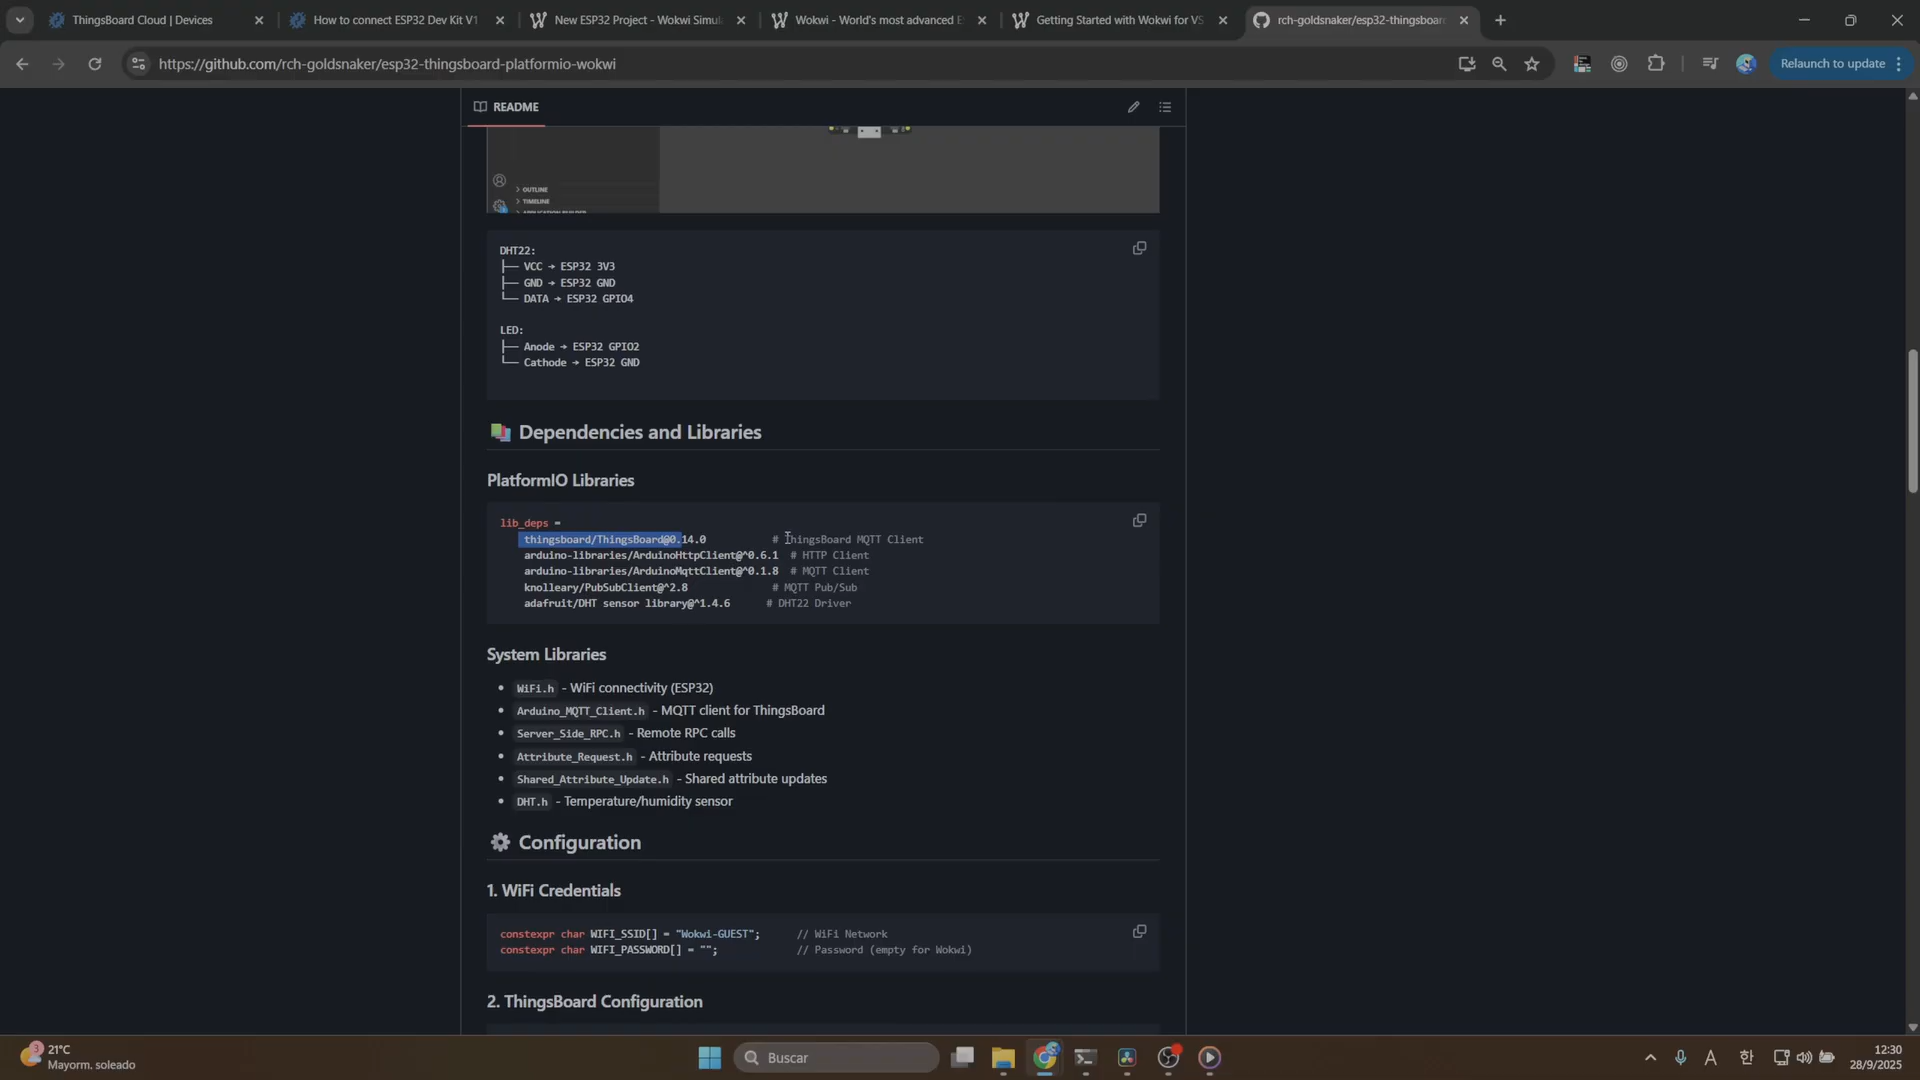 ThingsBoard Cloud | Devices
How to connect ESP32 Dev Kit V1
New ESP32 Project - Wokwi Simul
Wokwi - World's most advanced E
Getting Started with Wokwi for VS
rch-goldsnaker/esp32-thingsboard
https://github.com/rch-goldsnaker/esp32-thingsboard-platformio-wokwi
Relaunch to update
README
OUTLINE
TIMELINE
APPLICATION BUILDER
DHT22:
├── VCC → ESP32 3V3
├── GND → ESP32 GND
└── DATA → ESP32 GPIO4
LED:
├── Anode → ESP32 GPIO2
└── Cathode → ESP32 GND
📚 Dependencies and Libraries
PlatformIO Libraries
lib_deps =
thingsboard/ThingsBoard@0.14.0 # ThingsBoard MQTT Client
arduino-libraries/ArduinoHttpClient@^0.6.1 # HTTP Client
arduino-libraries/ArduinoMqttClient@^0.1.8 # MQTT Client
knolleary/PubSubClient@^2.8 # MQTT Pub/Sub
adafruit/DHT sensor library@^1.4.6 # DHT22 Driver
System Libraries
• WiFi.h - WiFi connectivity (ESP32)
• Arduino_MQTT_Client.h - MQTT client for ThingsBoard
• Server_Side_RPC.h - Remote RPC calls
• Attribute_Request.h - Attribute requests
• Shared_Attribute_Update.h - Shared attribute updates
• DHT.h - Temperature/humidity sensor
⚙️ Configuration
1. WiFi Credentials
constexpr char WIFI_SSID[] = "Wokwi-GUEST"; // WiFi Network
constexpr char WIFI_PASSWORD[] = ""; // Password (empty for Wokwi)
2. ThingsBoard Configuration
3
21°C
Mayorm. soleado
Buscar
A
한
12:30
28/9/2025